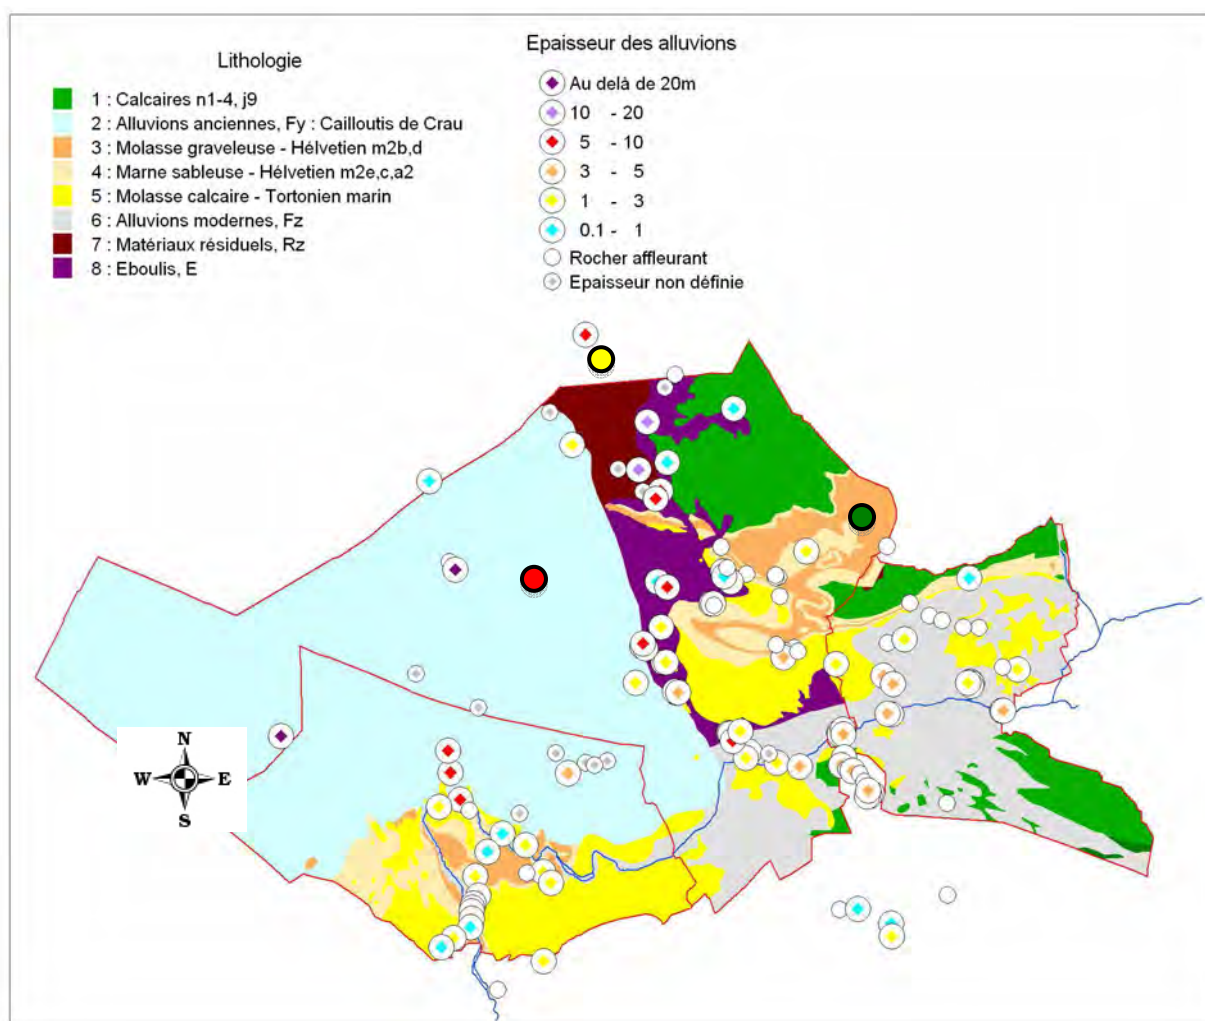 Lithologie
1 : Calcaires n1-4, j9
2 : Alluvions anciennes, Fy : Cailloutis de Crau
3 : Molasse graveleuse - Hélvetien m2b,d
4 : Marne sableuse - Hélvetien m2e,c,a2
5 : Molasse calcaire - Tortonien marin
6 : Alluvions modernes, Fz
7 : Matériaux résiduels, Rz
8 : Eboulis, E
Epaisseur des alluvions
Au delà de 20m
10 - 20
5 - 10
3 - 5
1 - 3
0.1 - 1
Rocher affleurant
Epaisseur non définie
N
W E
S